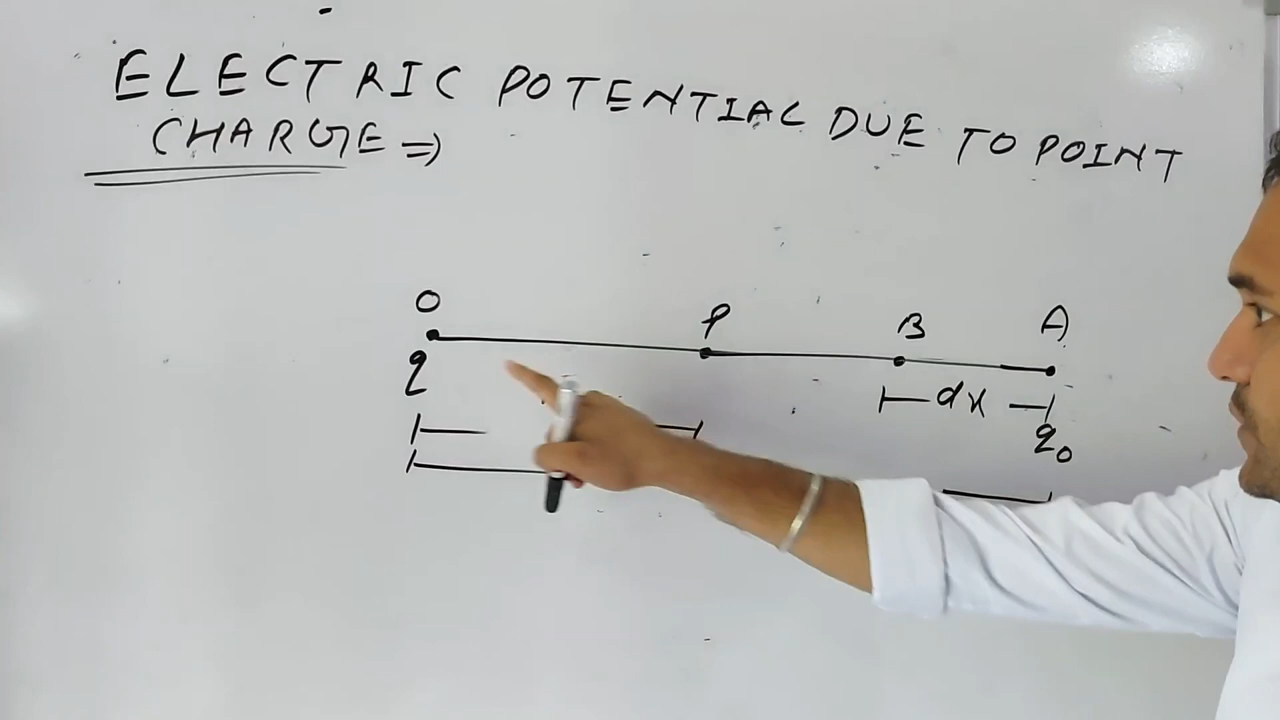 ELECTRIC POTENTIAL DUE TO POINT
CHARGE ⇒
O P B A
q
dx
q₀